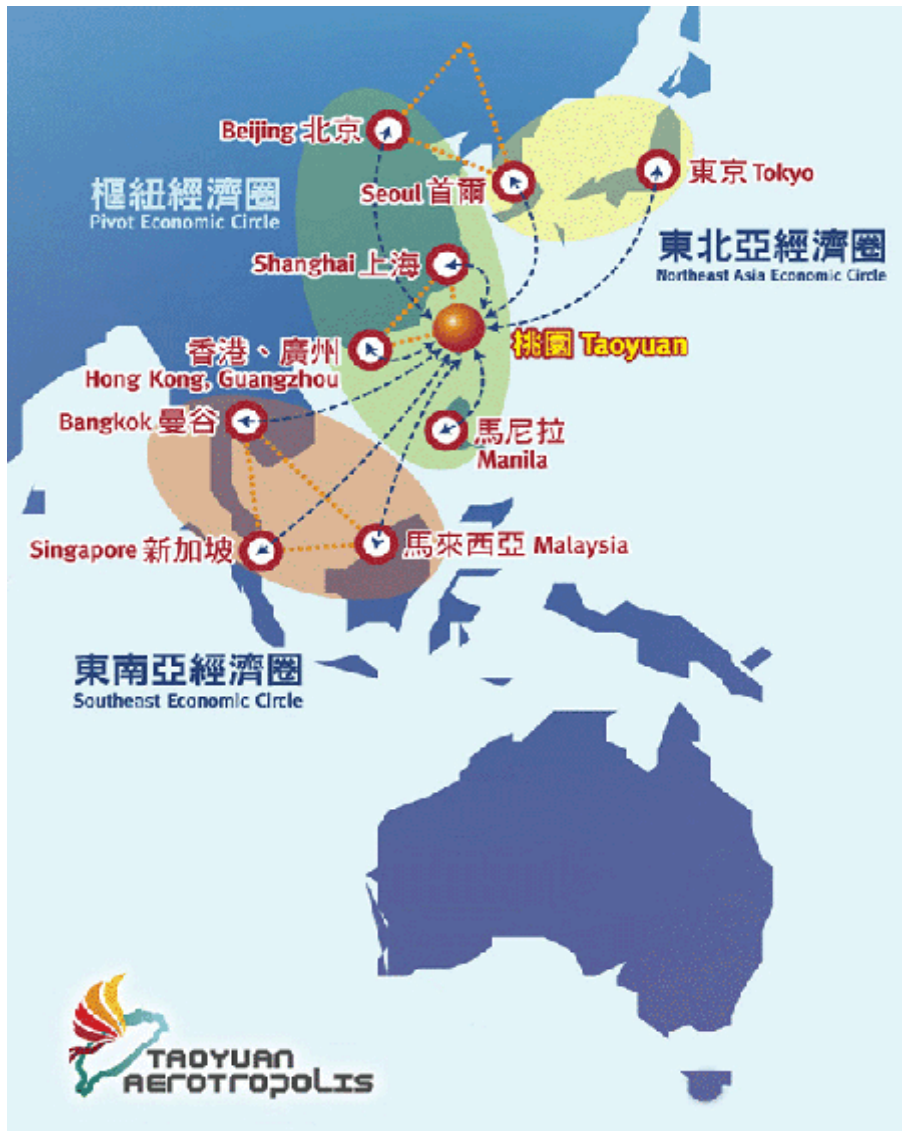 Beijing 北京
樞紐經濟圈
Pivot Economic Circle
Seoul 首爾
東京 Tokyo
東北亞經濟圈
Northeast Asia Economic Circle
Shanghai 上海
桃園 Taoyuan
香港、廣州
Hong Kong, Guangzhou
Bangkok 曼谷
馬尼拉
Manila
Singapore 新加坡
馬來西亞 Malaysia
東南亞經濟圈
Southeast Economic Circle
TAOYUAN
AEROTROPOLIS